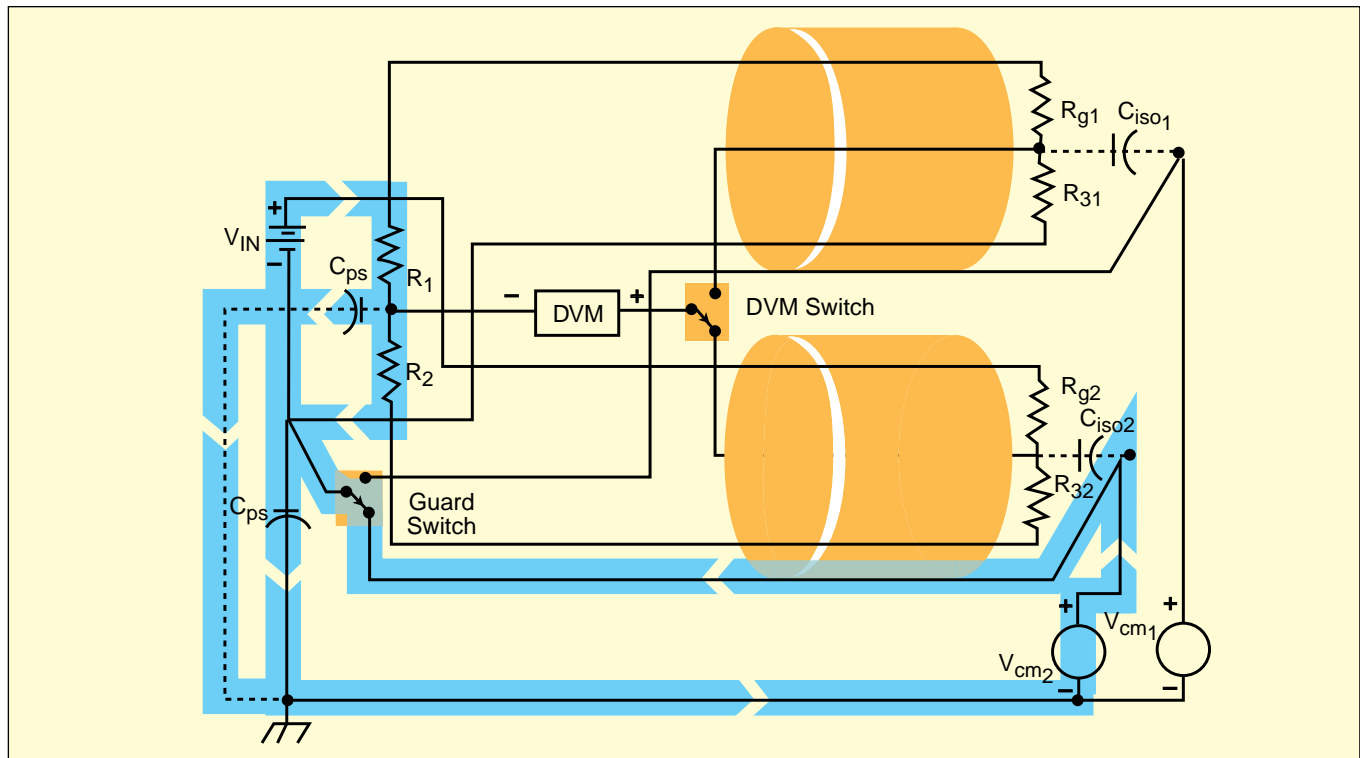 Rg1
Ciso1
R31
+
VIN
−
Cps
R1
−
DVM
+
DVM Switch
R2
Rg2
Ciso2
R32
Cps
Guard
Switch
+
Vcm2
−
+
Vcm1
−